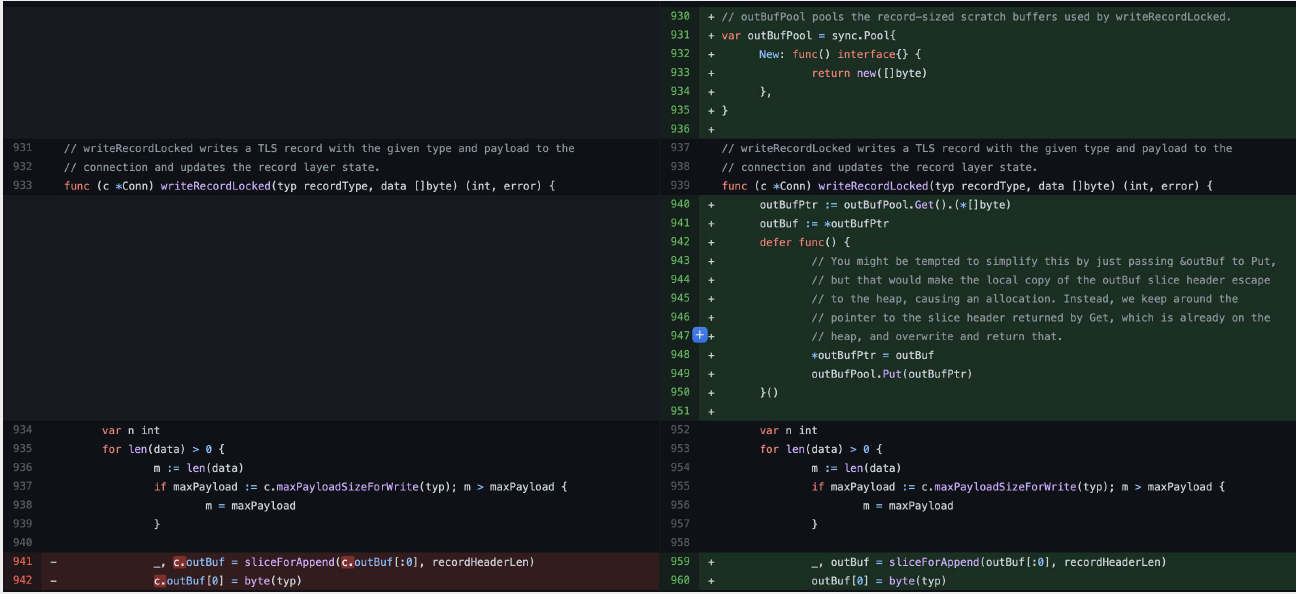 930 + // outBufPool pools the record-sized scratch buffers used by writeRecordLocked.
931 + var outBufPool = sync.Pool{
932 + New: func() interface{} {
933 + return new([]byte)
934 + },
935 + }
936 +
931 // writeRecordLocked writes a TLS record with the given type and payload to the 937 // writeRecordLocked writes a TLS record with the given type and payload to the
932 // connection and updates the record layer state. 938 // connection and updates the record layer state.
933 func (c *Conn) writeRecordLocked(typ recordType, data []byte) (int, error) { 939 func (c *Conn) writeRecordLocked(typ recordType, data []byte) (int, error) {
940 + outBufPtr := outBufPool.Get().(*[]byte)
941 + outBuf := *outBufPtr
942 + defer func() {
943 + // You might be tempted to simplify this by just passing &outBuf to Put,
944 + // but that would make the local copy of the outBuf slice header escape
945 + // to the heap, causing an allocation. Instead, we keep around the
946 + // pointer to the slice header returned by Get, which is already on the
947 + + // heap, and overwrite and return that.
948 + *outBufPtr = outBuf
949 + outBufPool.Put(outBufPtr)
950 + }()
951 +
934 var n int 952 var n int
935 for len(data) > 0 { 953 for len(data) > 0 {
936 m := len(data) 954 m := len(data)
937 if maxPayload := c.maxPayloadSizeForWrite(typ); m > maxPayload { 955 if maxPayload := c.maxPayloadSizeForWrite(typ); m > maxPayload {
938 m = maxPayload 956 m = maxPayload
939 } 957 }
940 958
941 - _, c.outBuf = sliceForAppend(c.outBuf[:0], recordHeaderLen) 959 + _, outBuf = sliceForAppend(outBuf[:0], recordHeaderLen)
942 - c.outBuf[0] = byte(typ) 960 + outBuf[0] = byte(typ)